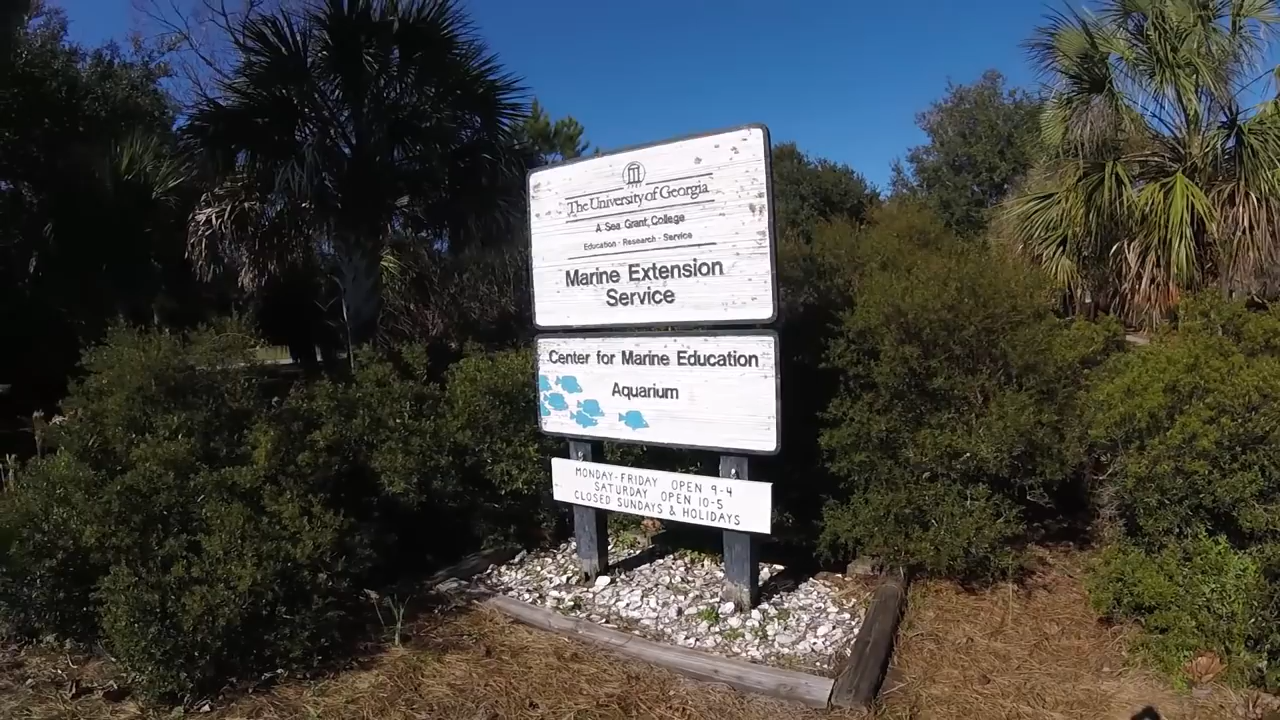 The University of Georgia
A Sea Grant College
Education - Research - Service
Marine Extension
Service
Center for Marine Education
Aquarium
MONDAY-FRIDAY OPEN 9-4
SATURDAY OPEN 10-5
CLOSED SUNDAYS & HOLIDAYS